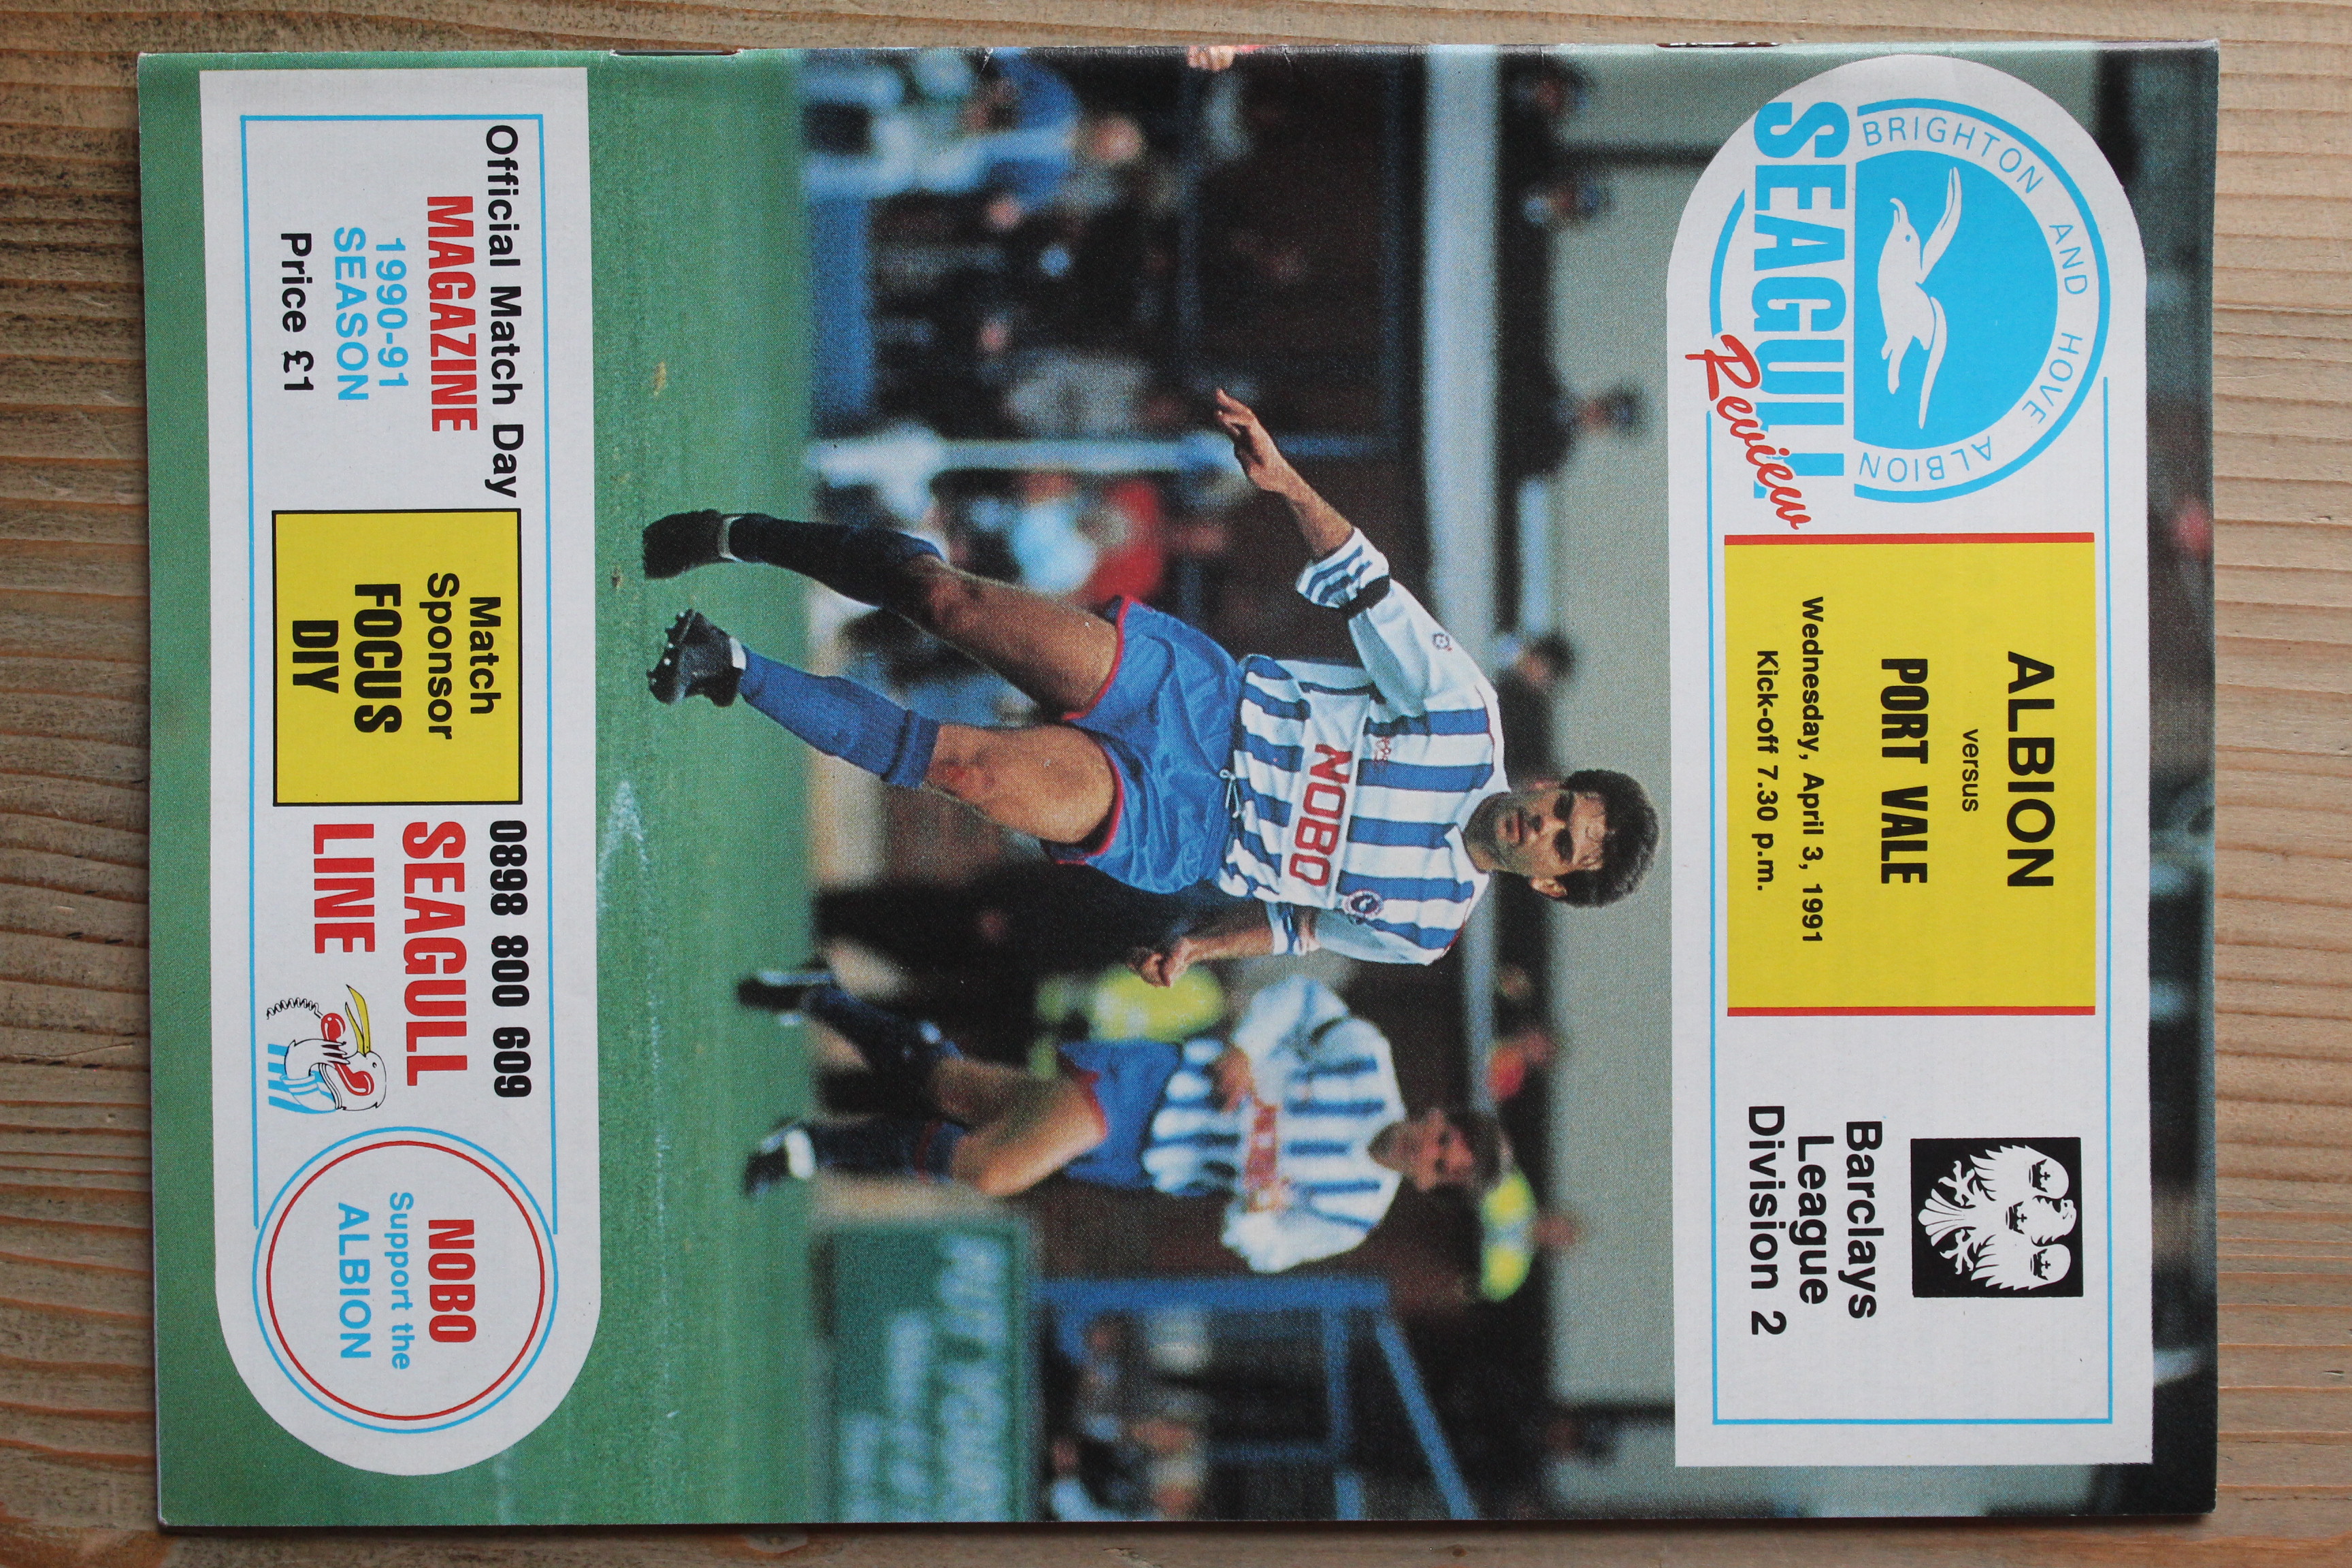 BRIGHTON AND HOVE ALBION
SEAGULL
Review
ALBION
versus
PORT VALE
Wednesday, April 3, 1991
Kick-off 7.30 p.m.
Barclays
League
Division 2
NOBO
Official Match Day
MAGAZINE
1990-91
SEASON
Price £1
Match
Sponsor
FOCUS
DIY
0898 800 609
SEAGULL
LINE
NOBO
Support the
ALBION